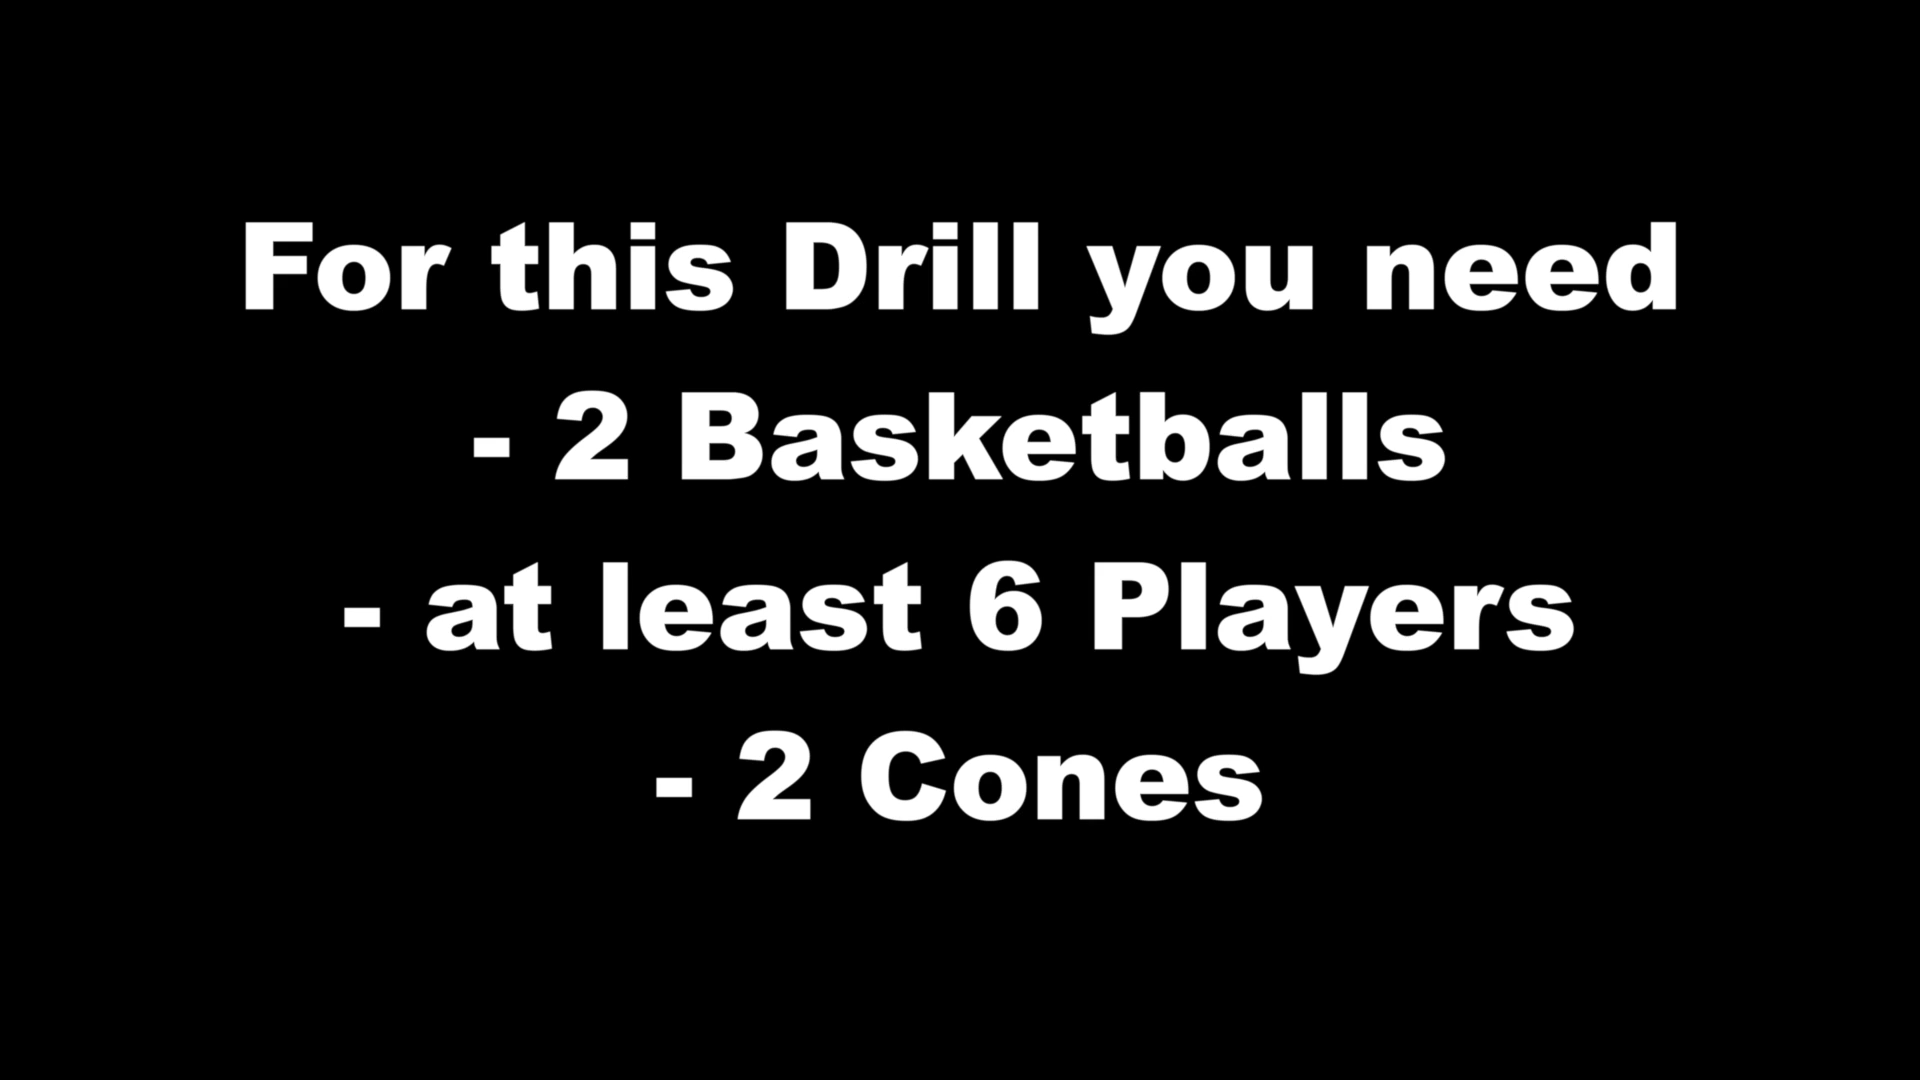 For this Drill you need
- 2 Basketballs
- at least 6 Players
- 2 Cones